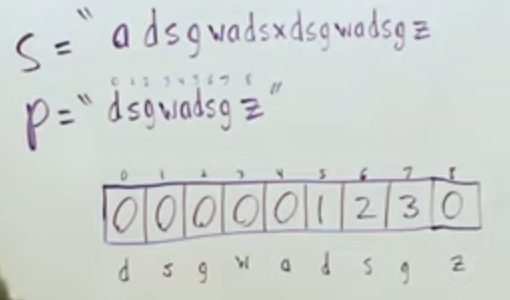 S = " a d s g w a d s x d s g w a d s g z
0 1 2 3 4 5 6 7 8
P = " d s g w a d s g z "
0 1 2 3 4 5 6 7 8
0 0 0 0 0 1 2 3 0
d s g w a d s g z